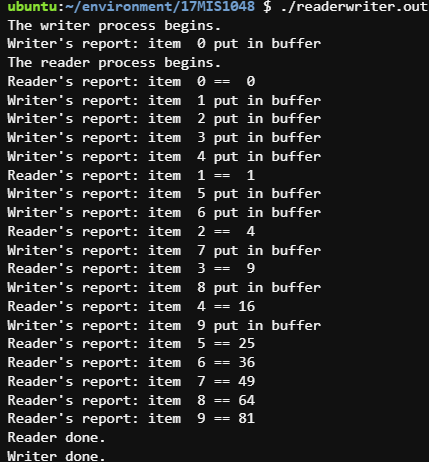 ubuntu:~/environment/17MIS1048 $ ./readerwriter.out
The writer process begins.
Writer's report: item  0 put in buffer
The reader process begins.
Reader's report: item  0 ==  0
Writer's report: item  1 put in buffer
Writer's report: item  2 put in buffer
Writer's report: item  3 put in buffer
Writer's report: item  4 put in buffer
Reader's report: item  1 ==  1
Writer's report: item  5 put in buffer
Writer's report: item  6 put in buffer
Reader's report: item  2 ==  4
Writer's report: item  7 put in buffer
Reader's report: item  3 ==  9
Writer's report: item  8 put in buffer
Reader's report: item  4 == 16
Writer's report: item  9 put in buffer
Reader's report: item  5 == 25
Reader's report: item  6 == 36
Reader's report: item  7 == 49
Reader's report: item  8 == 64
Reader's report: item  9 == 81
Reader done.
Writer done.